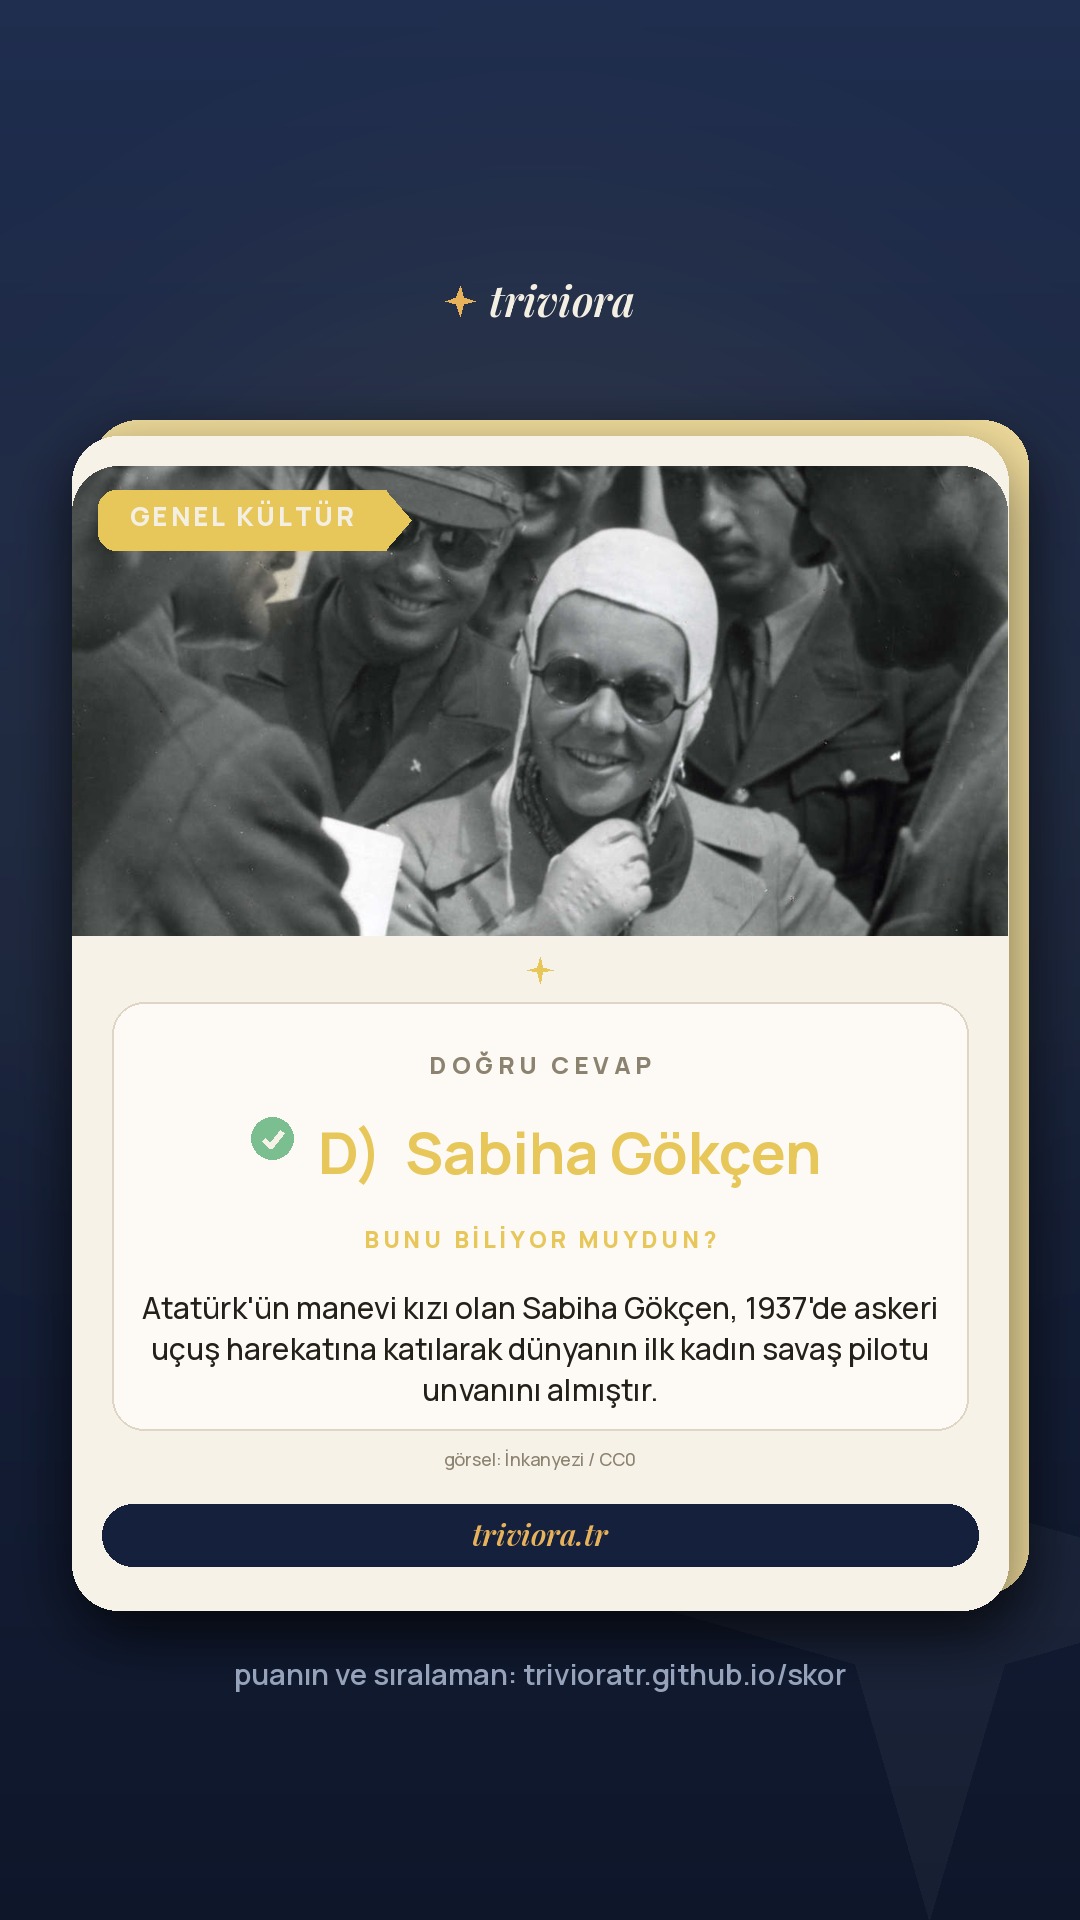 triviora
GENEL KÜLTÜR
DOĞRU CEVAP
D) Sabiha Gökçen
BUNU BİLİYOR MUYDUN?
Atatürk'ün manevi kızı olan Sabiha Gökçen, 1937'de askeri
uçuş harekatına katılarak dünyanın ilk kadın savaş pilotu
unvanını almıştır.
görsel: İnkanyezi / CC0
triviora.tr
puanın ve sıralaman: trivioratr.github.io/skor